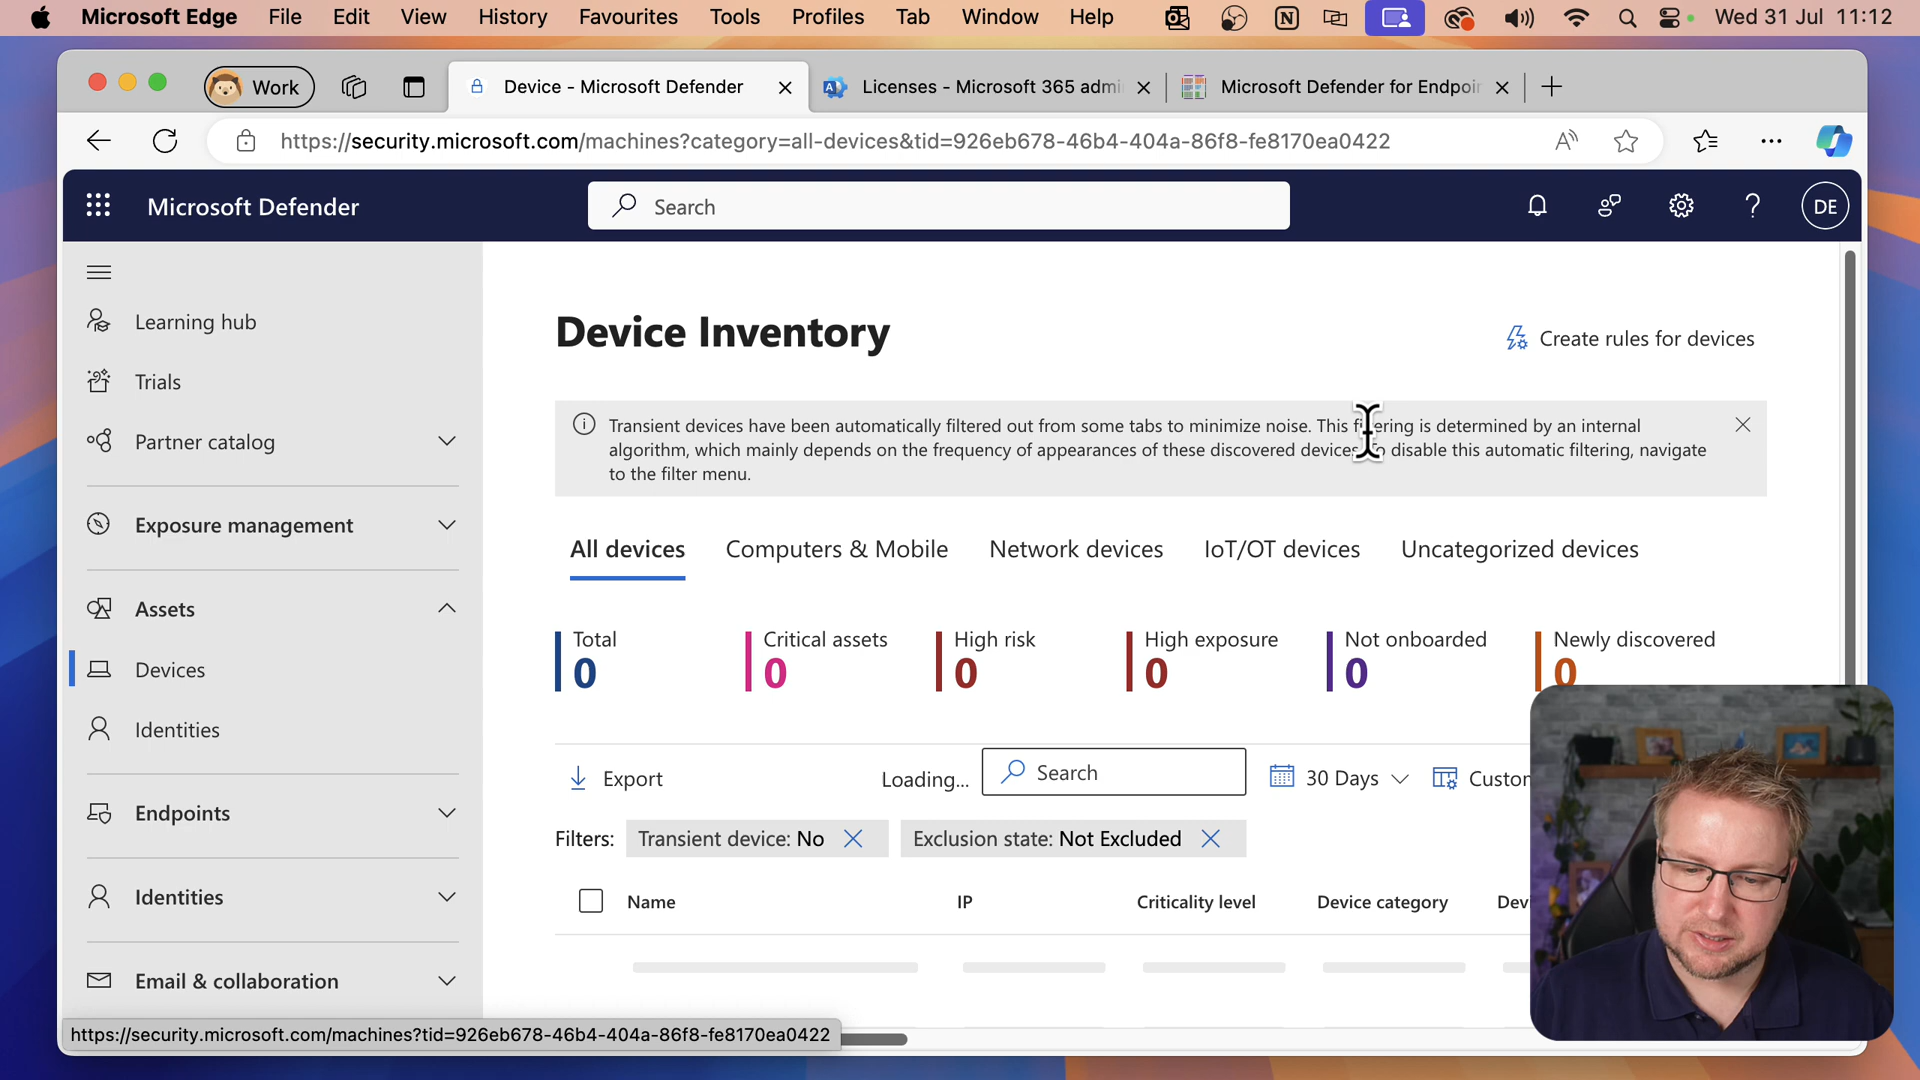 Microsoft Edge File Edit View History Favourites Tools Profiles Tab Window Help Wed 31 Jul 11:12
Work Device - Microsoft Defender Licenses - Microsoft 365 admi Microsoft Defender for Endpoin
https://security.microsoft.com/machines?category=all-devices&tid=926eb678-46b4-404a-86f8-fe8170ea0422
Microsoft Defender Search DE
Learning hub
Trials
Partner catalog
Exposure management
Assets
Devices
Identities
Endpoints
Identities
Email & collaboration
https://security.microsoft.com/machines?tid=926eb678-46b4-404a-86f8-fe8170ea0422
Device Inventory
Create rules for devices
Transient devices have been automatically filtered out from some tabs to minimize noise. This filtering is determined by an internal
algorithm, which mainly depends on the frequency of appearances of these discovered devices. To disable this automatic filtering, navigate
to the filter menu.
All devices Computers & Mobile Network devices IoT/OT devices Uncategorized devices
Total Critical assets High risk High exposure Not onboarded Newly discovered
0 0 0 0 0 0
Export Loading... Search 30 Days Custom
Filters: Transient device: No Exclusion state: Not Excluded
Name IP Criticality level Device category Dev